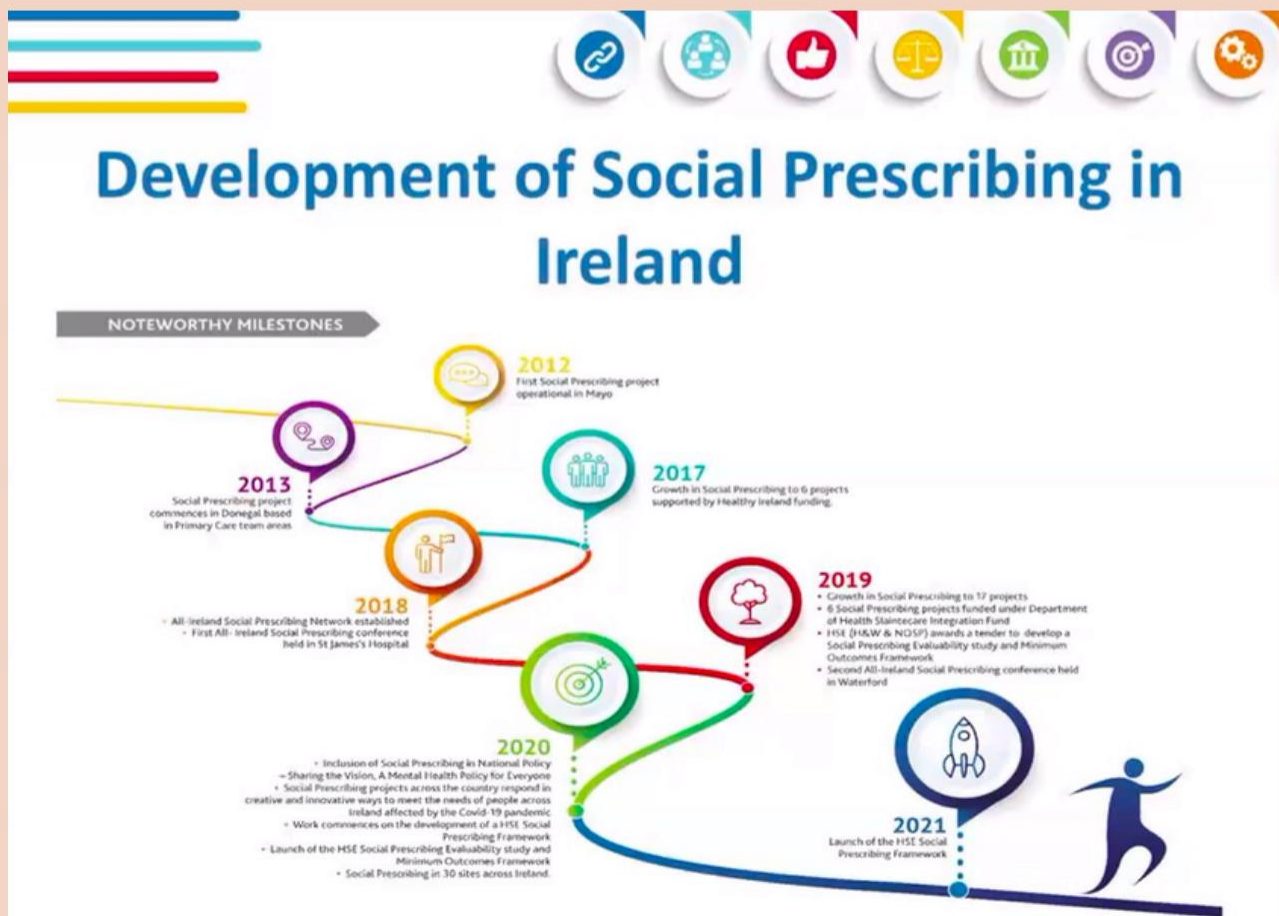 Development of Social Prescribing in
Ireland
NOTEWORTHY MILESTONES
2012
First Social Prescribing project
operational in Mayo
2013
Social Prescribing project
commences in Donegal based
in Primary Care team areas
2017
Growth in Social Prescribing to 6 projects
supported by Healthy Ireland funding.
2018
• All-Ireland Social Prescribing Network established
• First All- Ireland Social Prescribing conference
held in St James's Hospital
2019
• Growth in Social Prescribing to 17 projects
• 6 Social Prescribing projects funded under Department
of Health Slaintecare Integration Fund
• HSE (H&W & NOSP) awards a tender to develop a
Social Prescribing Evaluability study and Minimum
Outcomes Framework
• Second All-Ireland Social Prescribing conference held
in Waterford
2020
• Inclusion of Social Prescribing in National Policy
– Sharing the Vision, A Mental Health Policy for Everyone
• Social Prescribing projects across the country respond in
creative and innovative ways to meet the needs of people across
Ireland affected by the Covid-19 pandemic
• Work commences on the development of a HSE Social
Prescribing Framework
• Launch of the HSE Social Prescribing Evaluability study and
Minimum Outcomes Framework
• Social Prescribing in 30 sites across Ireland.
2021
Launch of the HSE Social
Prescribing Framework